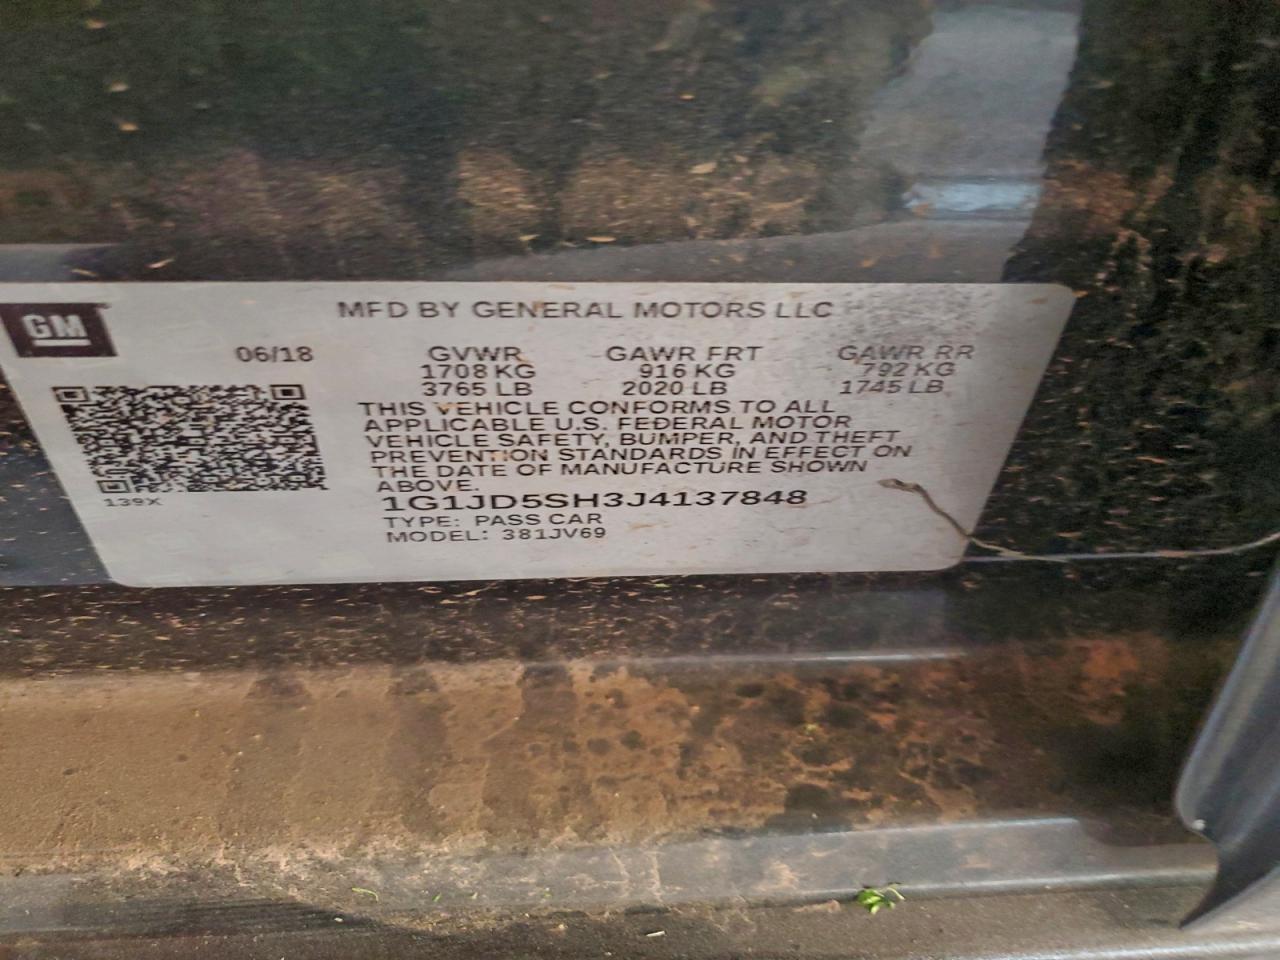 GM
MFD BY GENERAL MOTORS LLC
06/18 GVWR GAWR FRT GAWR RR
1708 KG 916 KG 792 KG
3765 LB 2020 LB 1745 LB
THIS VEHICLE CONFORMS TO ALL
APPLICABLE U.S. FEDERAL MOTOR
VEHICLE SAFETY, BUMPER, AND THEFT
PREVENTION STANDARDS IN EFFECT ON
THE DATE OF MANUFACTURE SHOWN
ABOVE.
139X
1G1JD5SH3J4137848
TYPE: PASS CAR
MODEL: 381JV69